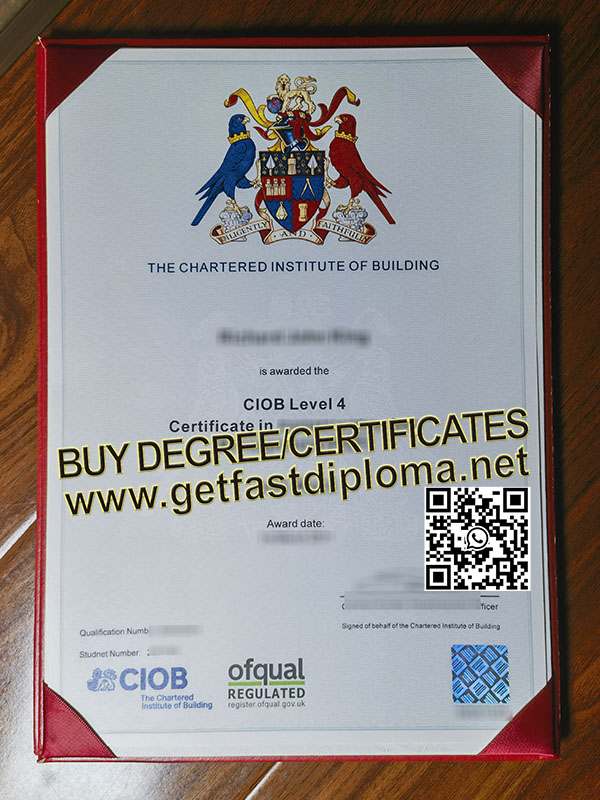 DILIGENTLY AND FAITHFULLY
THE CHARTERED INSTITUTE OF BUILDING
is awarded the
CIOB Level 4
Certificate in
BUY DEGREE/CERTIFICATES
www.getfastdiploma.net
Award date:
Signed of behalf of the Chartered Institute of Building
Qualification Numb
Studnet Number:
CIOB
The Chartered
Institute of Building
ofqual
REGULATED
register.ofqual.gov.uk